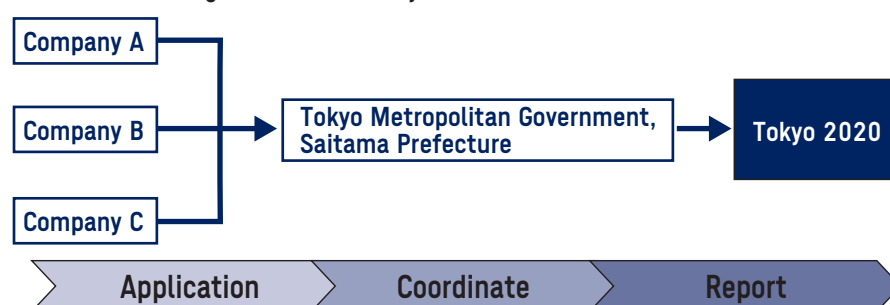 Company A
Company B
Company C
Tokyo Metropolitan Government,
Saitama Prefecture
Tokyo 2020
Application
Coordinate
Report